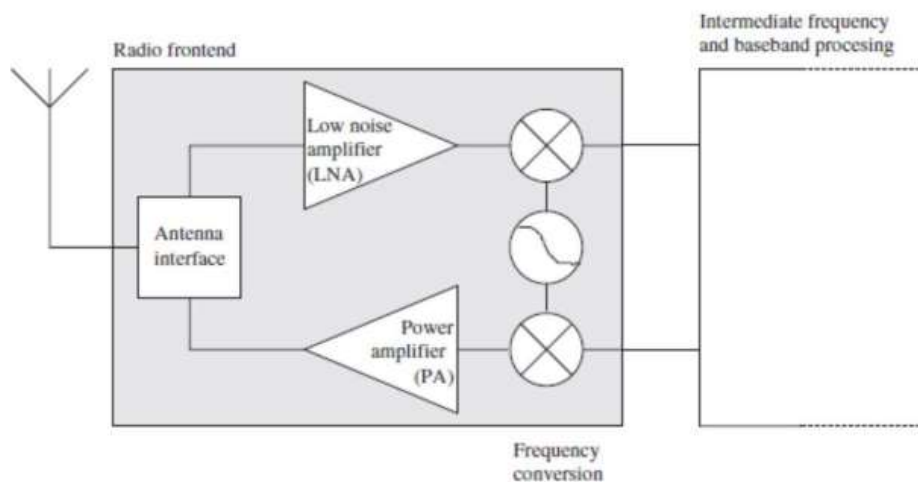 Radio frontend
Intermediate frequency
and baseband procesing
Low noise
amplifier
(LNA)
Antenna
interface
Power
amplifier
(PA)
Frequency
conversion